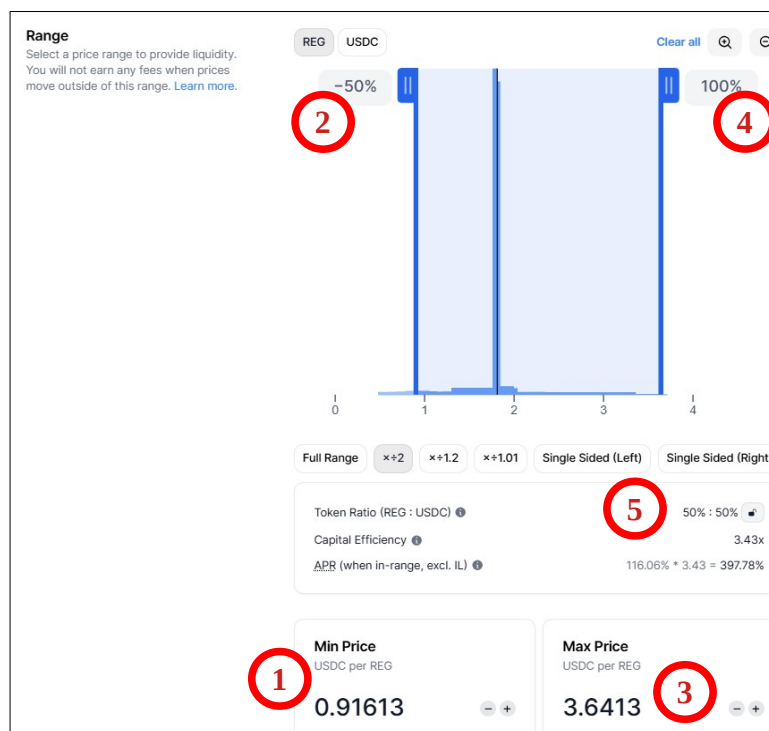 Range
Select a price range to provide liquidity.
You will not earn any fees when prices
move outside of this range. Learn more.
REG USDC Clear all
−50% 100%
2 4
0 1 2 3 4
Full Range ×÷2 ×÷1.2 ×÷1.01 Single Sided (Left) Single Sided (Right
Token Ratio (REG : USDC) 5 50% : 50%
Capital Efficiency 3.43x
APR (when in-range, excl. IL) 116.06% * 3.43 = 397.78%
Min Price Max Price
USDC per REG USDC per REG
1 3
0.91613 − + 3.6413 − +